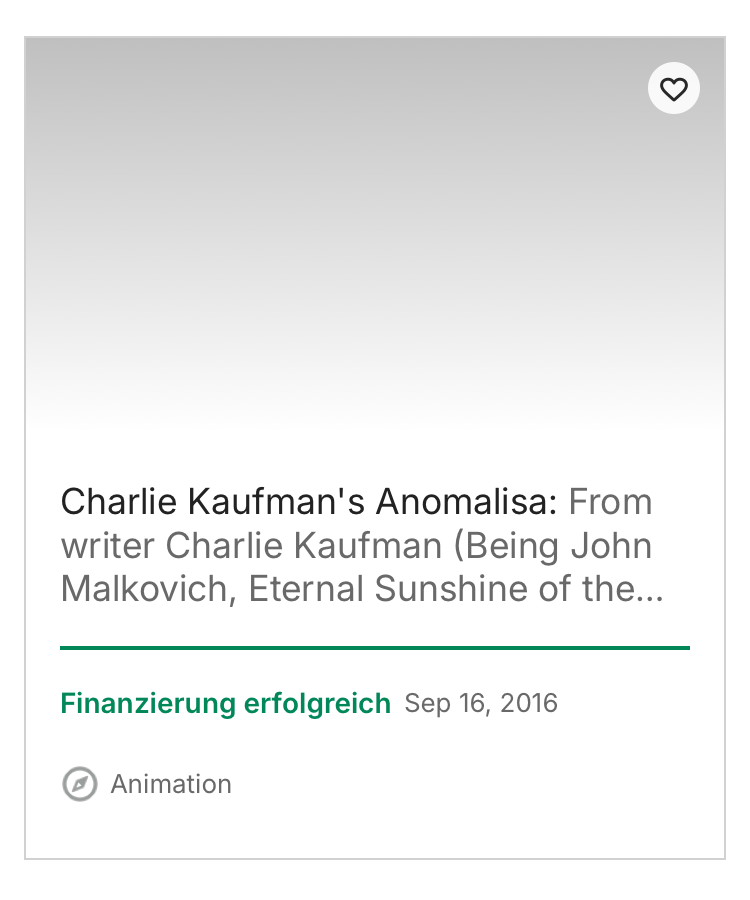 Charlie Kaufman's Anomalisa: From
writer Charlie Kaufman (Being John
Malkovich, Eternal Sunshine of the...
Finanzierung erfolgreich Sep 16, 2016
Animation